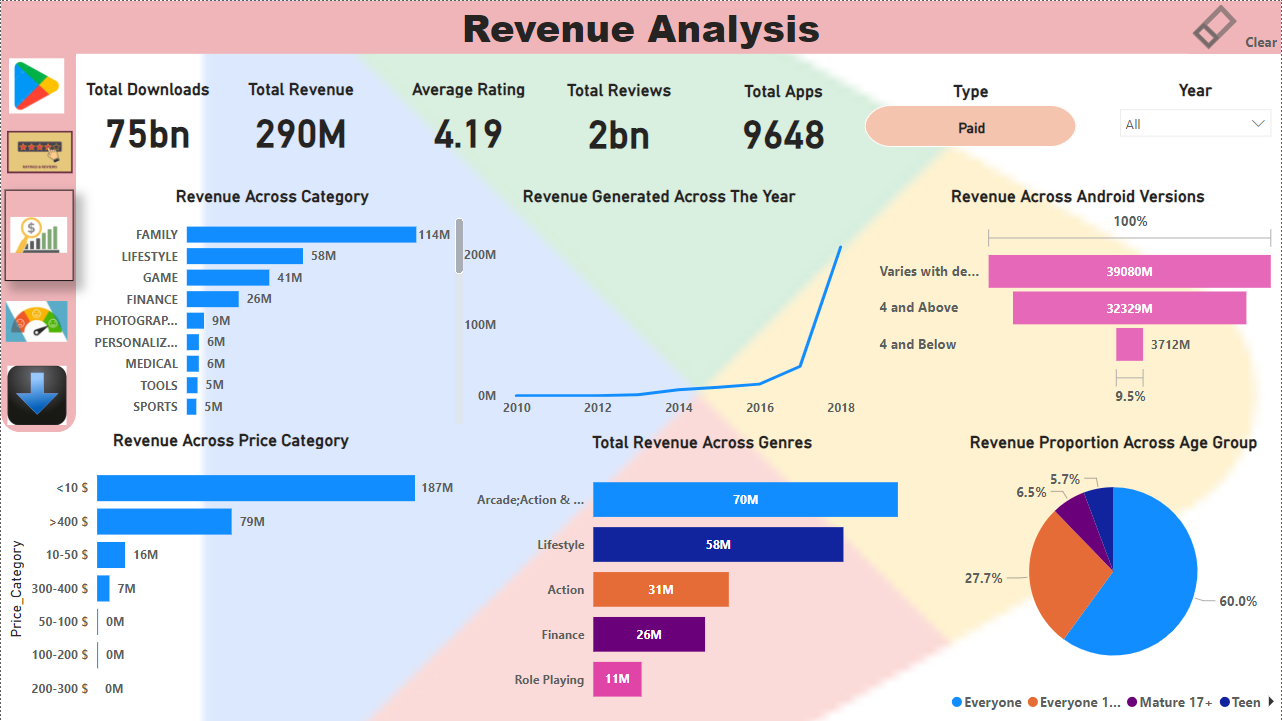 Revenue Analysis
Clear
Total Downloads
75bn
Total Revenue
290M
Average Rating
4.19
Total Reviews
2bn
Total Apps
9648
Type
Paid
Year
All
Revenue Across Category
FAMILY 114M
LIFESTYLE 58M
GAME 41M
FINANCE 26M
PHOTOGRAP... 9M
PERSONALIZ... 6M
MEDICAL 6M
TOOLS 5M
SPORTS 5M
Revenue Generated Across The Year
200M
100M
0M
2010 2012 2014 2016 2018
Revenue Across Android Versions
100%
Varies with de... 39080M
4 and Above 32329M
4 and Below 3712M
9.5%
Revenue Across Price Category
Price_Category
<10 $ 187M
>400 $ 79M
10-50 $ 16M
300-400 $ 7M
50-100 $ 0M
100-200 $ 0M
200-300 $ 0M
Total Revenue Across Genres
Arcade;Action & ... 70M
Lifestyle 58M
Action 31M
Finance 26M
Role Playing 11M
Revenue Proportion Across Age Group
5.7%
6.5%
27.7%
60.0%
Everyone Everyone 1... Mature 17+ Teen